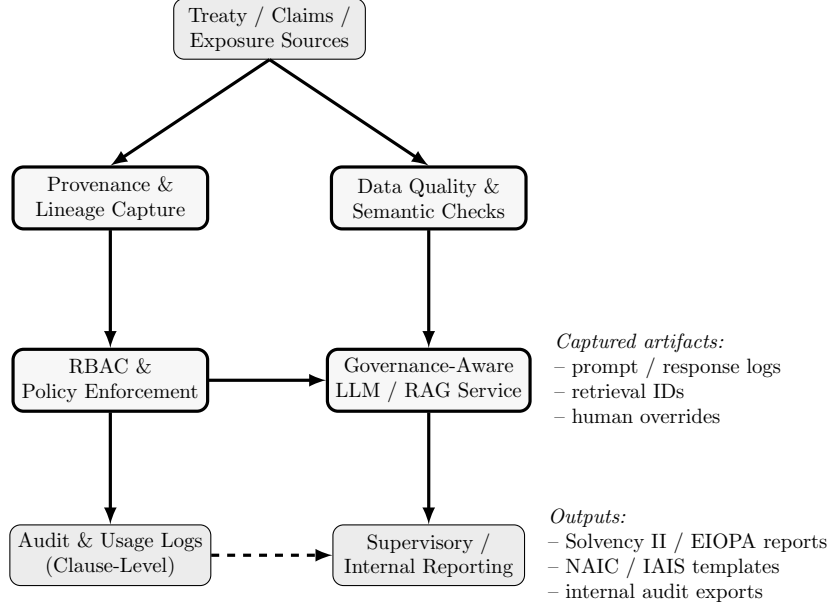 Treaty / Claims /
Exposure Sources
Provenance &
Lineage Capture
Data Quality &
Semantic Checks
RBAC &
Policy Enforcement
Governance-Aware
LLM / RAG Service
Captured artifacts:
– prompt / response logs
– retrieval IDs
– human overrides
Audit & Usage Logs
(Clause-Level)
Supervisory /
Internal Reporting
Outputs:
– Solvency II / EIOPA reports
– NAIC / IAIS templates
– internal audit exports